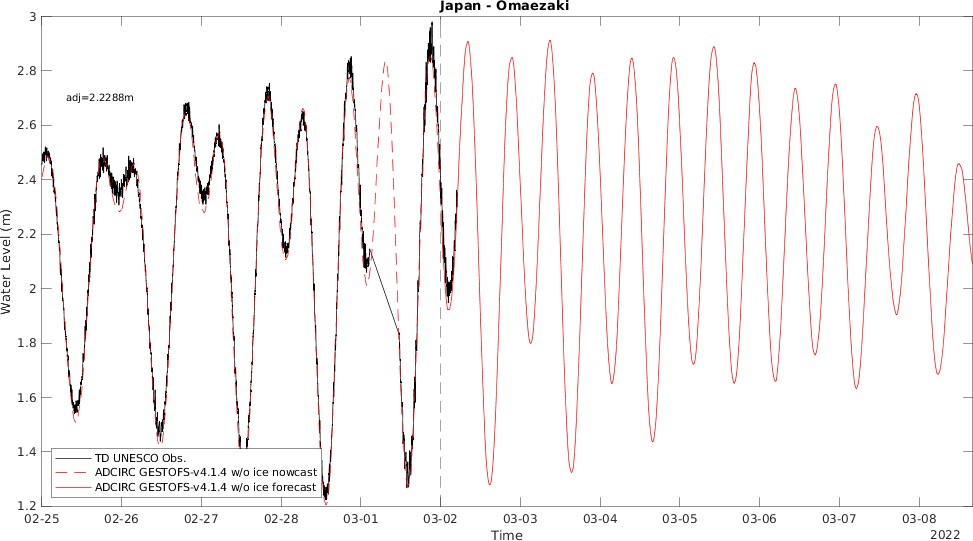 Japan - Omaezaki
3
2.8
adj=2.2288m
2.6
2.4
2.2
2
1.8
1.6
1.4
1.2
Water Level (m)
TD UNESCO Obs.
ADCIRC GESTOFS-v4.1.4 w/o ice nowcast
ADCIRC GESTOFS-v4.1.4 w/o ice forecast
02-25 02-26 02-27 02-28 03-01 03-02 03-03 03-04 03-05 03-06 03-07 03-08
Time
2022